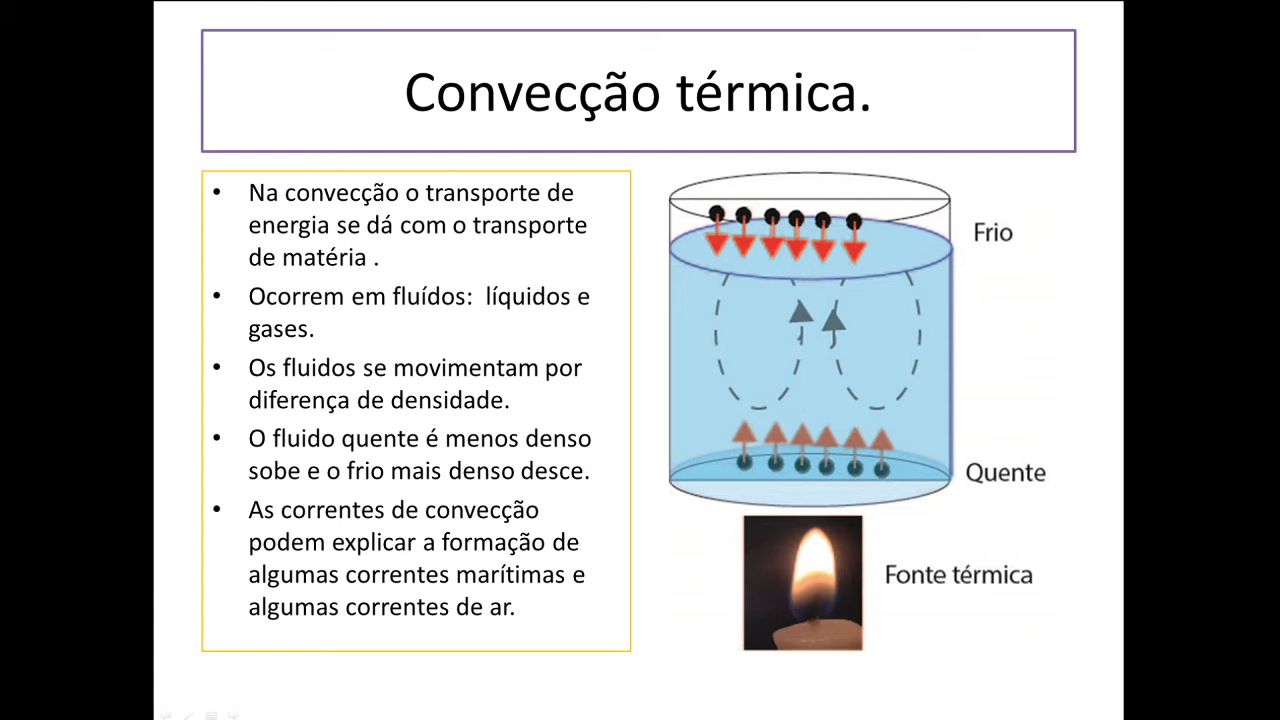 Convecção térmica.
• Na convecção o transporte de
energia se dá com o transporte
de matéria .
• Ocorrem em fluídos: líquidos e
gases.
• Os fluidos se movimentam por
diferença de densidade.
• O fluido quente é menos denso
sobe e o frio mais denso desce.
• As correntes de convecção
podem explicar a formação de
algumas correntes marítimas e
algumas correntes de ar.
Frio
Quente
Fonte térmica